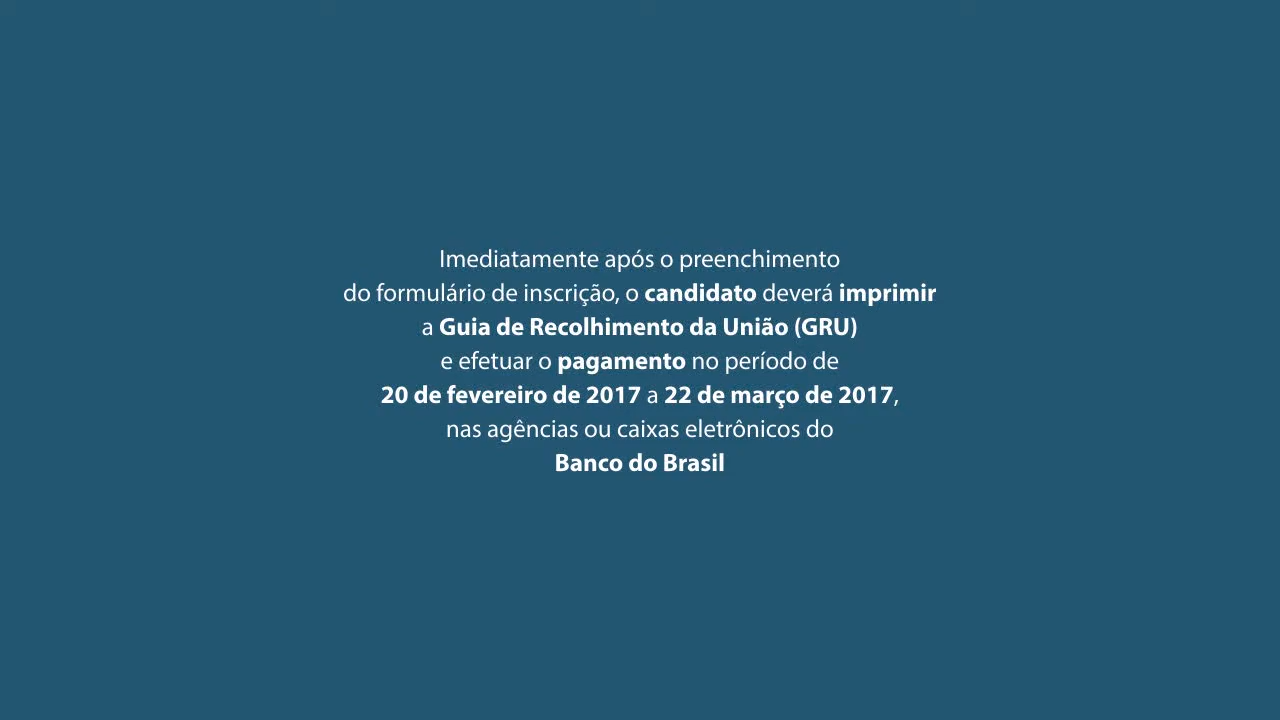 Imediatamente após o preenchimento
do formulário de inscrição, o candidato deverá imprimir
a Guia de Recolhimento da União (GRU)
e efetuar o pagamento no período de
20 de fevereiro de 2017 a 22 de março de 2017,
nas agências ou caixas eletrônicos do
Banco do Brasil